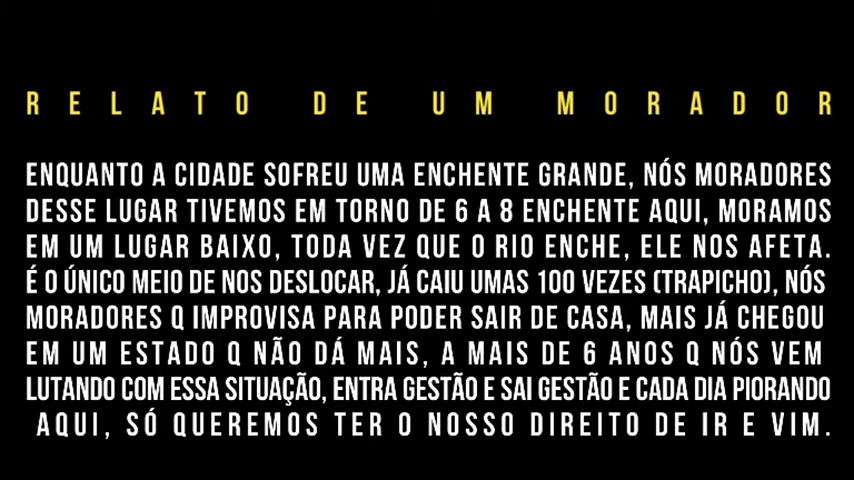 RELATO DE UM MORADOR
ENQUANTO A CIDADE SOFREU UMA ENCHENTE GRANDE, NÓS MORADORES
DESSE LUGAR TIVEMOS EM TORNO DE 6 A 8 ENCHENTE AQUI, MORAMOS
EM UM LUGAR BAIXO, TODA VEZ QUE O RIO ENCHE, ELE NOS AFETA.
É O ÚNICO MEIO DE NOS DESLOCAR, JÁ CAIU UMAS 100 VEZES (TRAPICHO), NÓS
MORADORES Q IMPROVISA PARA PODER SAIR DE CASA, MAIS JÁ CHEGOU
EM UM ESTADO Q NÃO DÁ MAIS, A MAIS DE 6 ANOS Q NÓS VEM
LUTANDO COM ESSA SITUAÇÃO, ENTRA GESTÃO E SAI GESTÃO E CADA DIA PIORANDO
AQUI, SÓ QUEREMOS TER O NOSSO DIREITO DE IR E VIM.